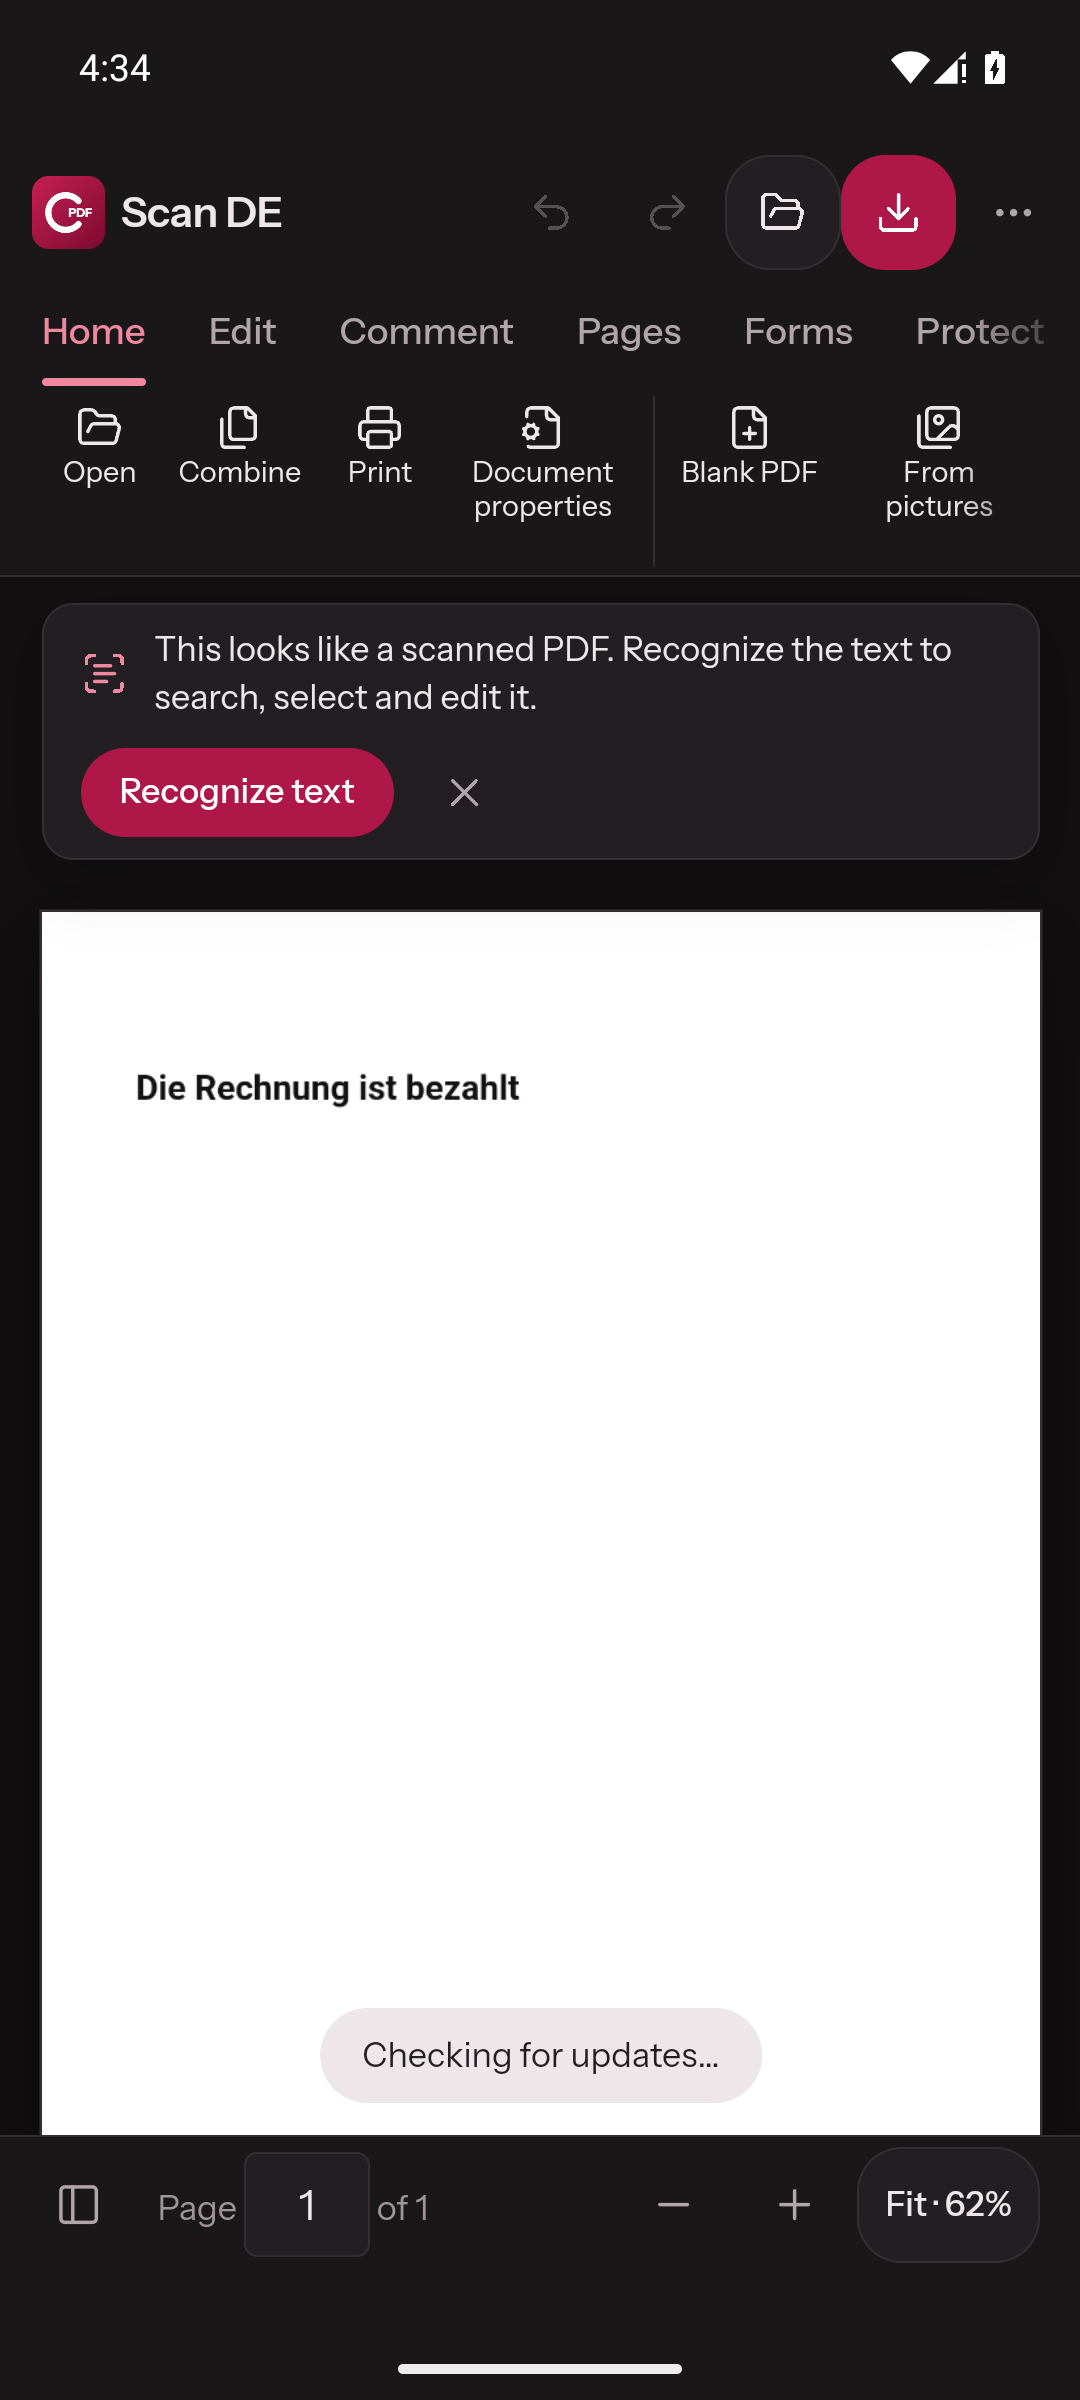 4:34
PDF
Scan DE
Home Edit Comment Pages Forms Protect
Open Combine Print Document properties Blank PDF From pictures
This looks like a scanned PDF. Recognize the text to
search, select and edit it.
Recognize text
Die Rechnung ist bezahlt
Checking for updates...
Page 1 of 1 Fit · 62%